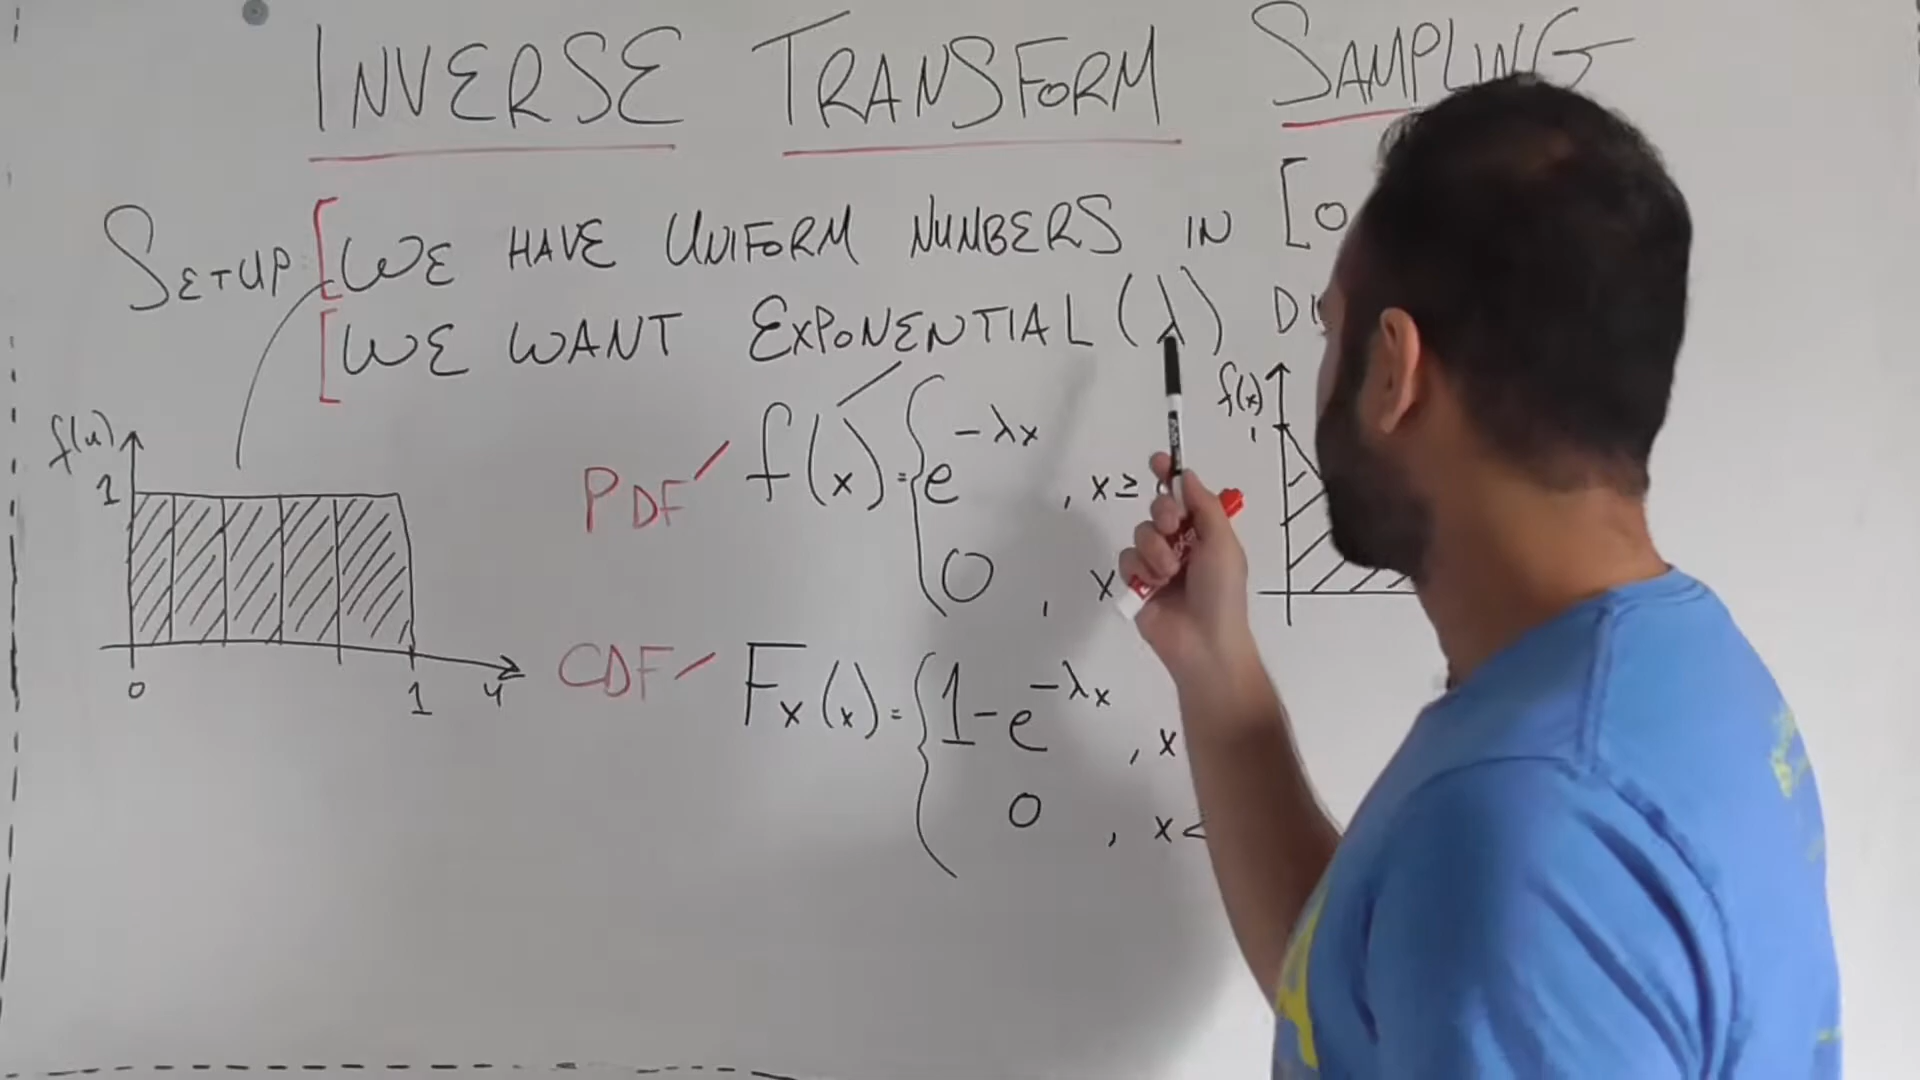 INVERSE TRANSFORM SAMPLING
SETUP WE HAVE UNIFORM NUMBERS IN [0
WE WANT EXPONENTIAL (λ)
f(u)
1
0 1 u
PDF f(x) = { e^{-λx} , x ≥
0 , x
CDF F_x(x) = { 1 - e^{-λx} , x
0 , x <
f(x)
1